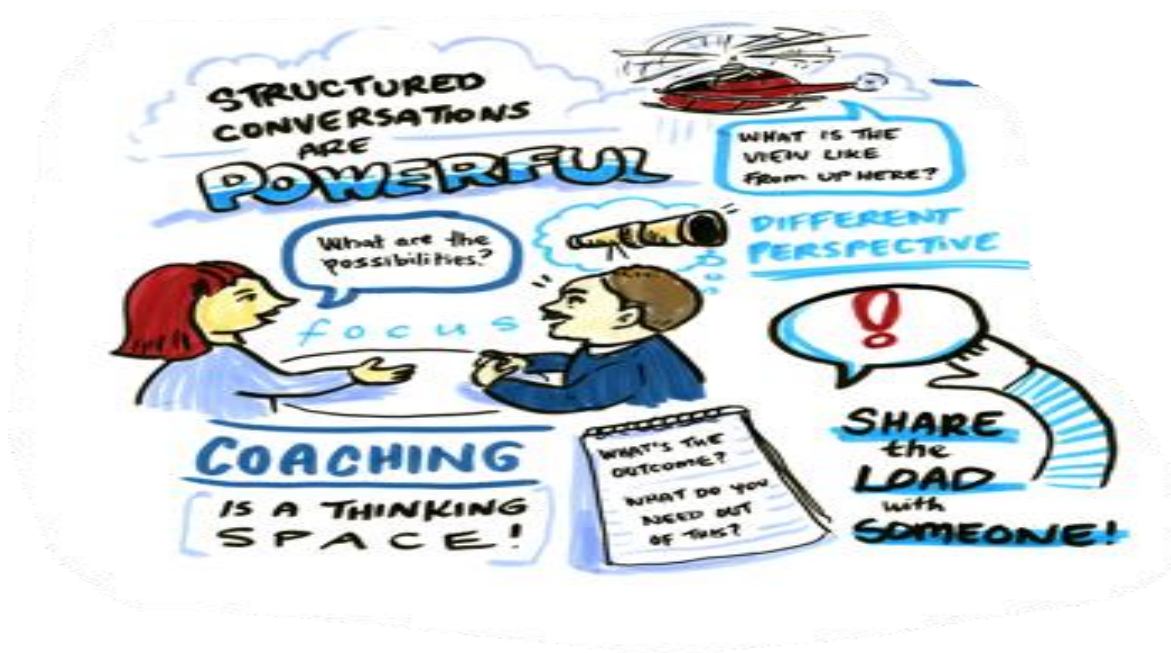 STRUCTURED
CONVERSATIONS
ARE
POWERFUL
WHAT IS THE
VIEW LIKE
FROM UP HERE?
DIFFERENT
PERSPECTIVE
What are the
possibilities?
focus
!
SHARE
the
LOAD
with
SOMEONE!
COACHING
IS A THINKING
SPACE!
WHAT'S THE
OUTCOME?
WHAT DO YOU
NEED OUT
OF THIS?